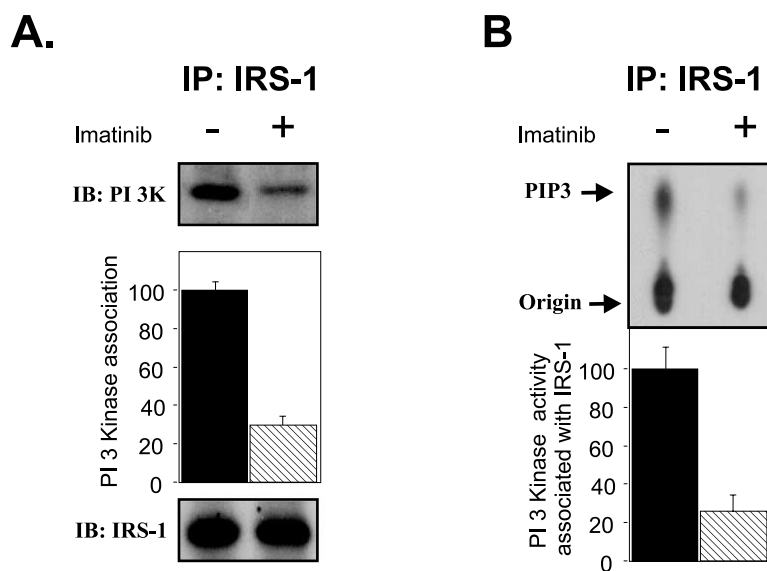 A.
IP: IRS-1
Imatinib - +
IB: PI 3K
PI 3 Kinase association
100
80
60
40
20
0
IB: IRS-1
B
IP: IRS-1
Imatinib - +
PIP3
Origin
PI 3 Kinase activity
associated with IRS-1
100
80
60
40
20
0